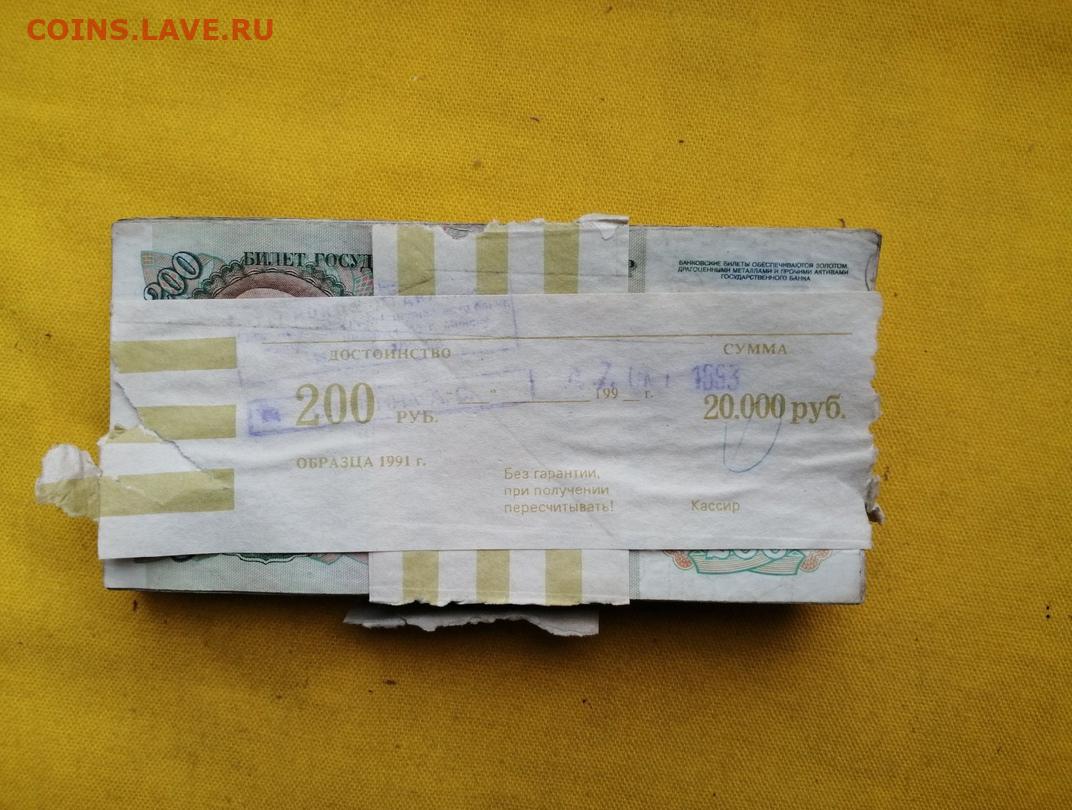 COINS.LAVE.RU
200
БИЛЕТ ГОСУД
БАНКОВСКИЕ БИЛЕТЫ ОБЕСПЕЧИВАЮТСЯ ЗОЛОТОМ,
ДРАГОЦЕННЫМИ МЕТАЛЛАМИ И ПРОЧИМИ АКТИВАМИ
ГОСУДАРСТВЕННОГО БАНКА
ДОСТОИНСТВО
СУММА
1993
200 РУБ.
199 г.
20.000 руб.
ОБРАЗЦА 1991 г.
Без гарантии,
при получении
пересчитывать!
Кассир